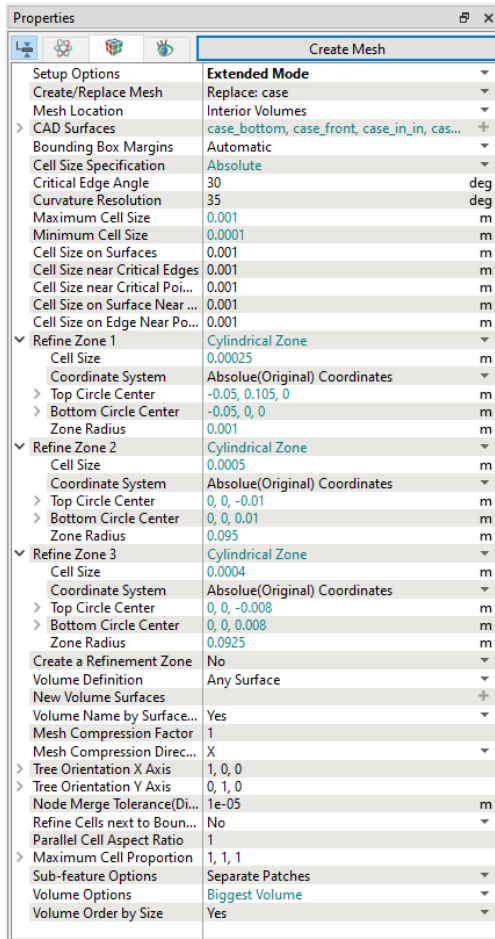 Properties
Create Mesh
Setup Options Extended Mode
Create/Replace Mesh Replace: case
Mesh Location Interior Volumes
CAD Surfaces case_bottom, case_front, case_in_in, cas...
Bounding Box Margins Automatic
Cell Size Specification Absolute
Critical Edge Angle 30 deg
Curvature Resolution 35 deg
Maximum Cell Size 0.001 m
Minimum Cell Size 0.0001 m
Cell Size on Surfaces 0.001 m
Cell Size near Critical Edges 0.001 m
Cell Size near Critical Poi... 0.001 m
Cell Size on Surface Near ... 0.001 m
Cell Size on Edge Near Po... 0.001 m
Refine Zone 1 Cylindrical Zone
Cell Size 0.00025 m
Coordinate System Absolue(Original) Coordinates
Top Circle Center -0.05, 0.105, 0 m
Bottom Circle Center -0.05, 0, 0 m
Zone Radius 0.001 m
Refine Zone 2 Cylindrical Zone
Cell Size 0.0005 m
Coordinate System Absolue(Original) Coordinates
Top Circle Center 0, 0, -0.01 m
Bottom Circle Center 0, 0, 0.01 m
Zone Radius 0.095 m
Refine Zone 3 Cylindrical Zone
Cell Size 0.0004 m
Coordinate System Absolue(Original) Coordinates
Top Circle Center 0, 0, -0.008 m
Bottom Circle Center 0, 0, 0.008 m
Zone Radius 0.0925 m
Create a Refinement Zone No
Volume Definition Any Surface
New Volume Surfaces
Volume Name by Surface... Yes
Mesh Compression Factor 1
Mesh Compression Direc... X
Tree Orientation X Axis 1, 0, 0
Tree Orientation Y Axis 0, 1, 0
Node Merge Tolerance(Di... 1e-05 m
Refine Cells next to Boun... No
Parallel Cell Aspect Ratio 1
Maximum Cell Proportion 1, 1, 1
Sub-feature Options Separate Patches
Volume Options Biggest Volume
Volume Order by Size Yes